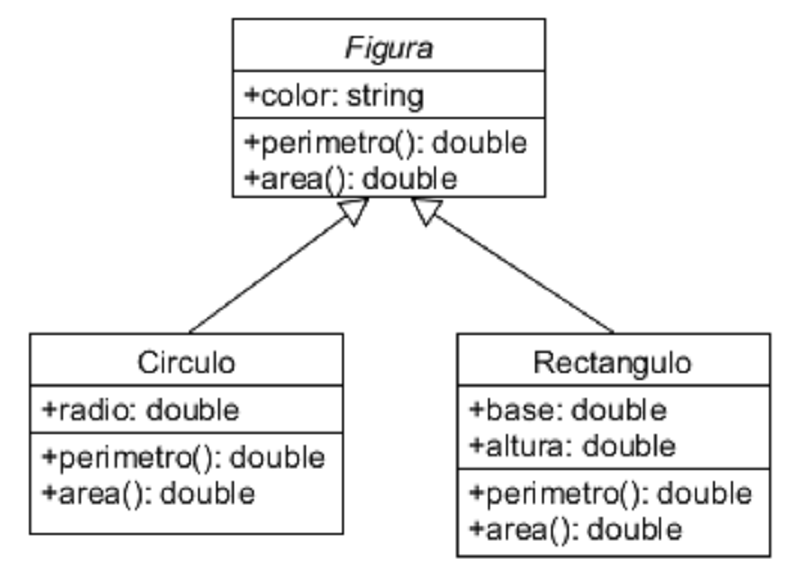 Figura
+color: string
+perimetro(): double
+area(): double
Circulo
+radio: double
+perimetro(): double
+area(): double
Rectangulo
+base: double
+altura: double
+perimetro(): double
+area(): double